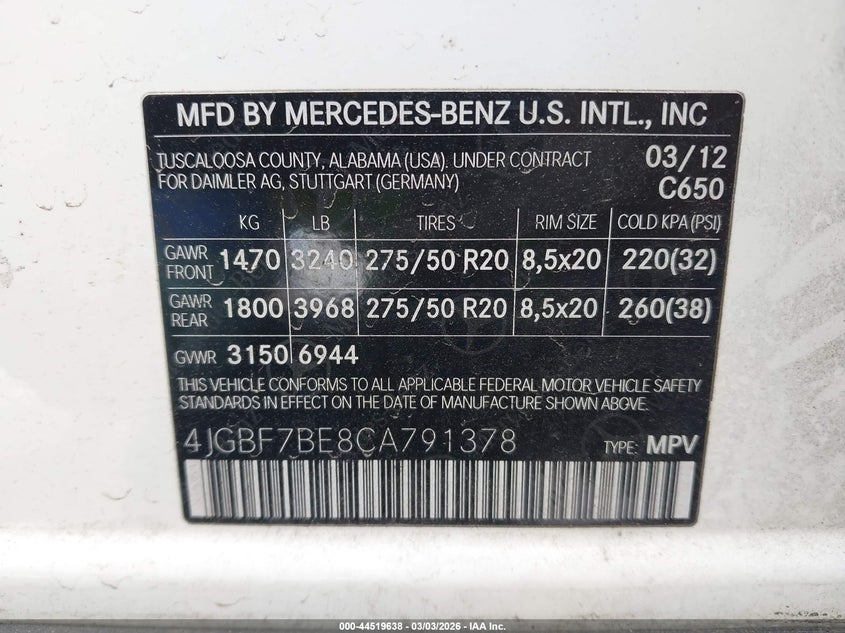 MFD BY MERCEDES-BENZ U.S. INTL., INC
TUSCALOOSA COUNTY, ALABAMA (USA). UNDER CONTRACT 03/12
FOR DAIMLER AG, STUTTGART (GERMANY) C650
KG LB TIRES RIM SIZE COLD KPA(PSI)
GAWR FRONT 1470 3240 275/50 R20 8,5x20 220(32)
GAWR REAR 1800 3968 275/50 R20 8,5x20 260(38)
GVWR 3150 6944
THIS VEHICLE CONFORMS TO ALL APPLICABLE FEDERAL MOTOR VEHICLE SAFETY
STANDARDS IN EFFECT ON THE DATE OF MANUFACTURE SHOWN ABOVE.
4JGBF7BE8CA791378 TYPE: MPV
000-44519638 - 03/03/2026 - IAA Inc.